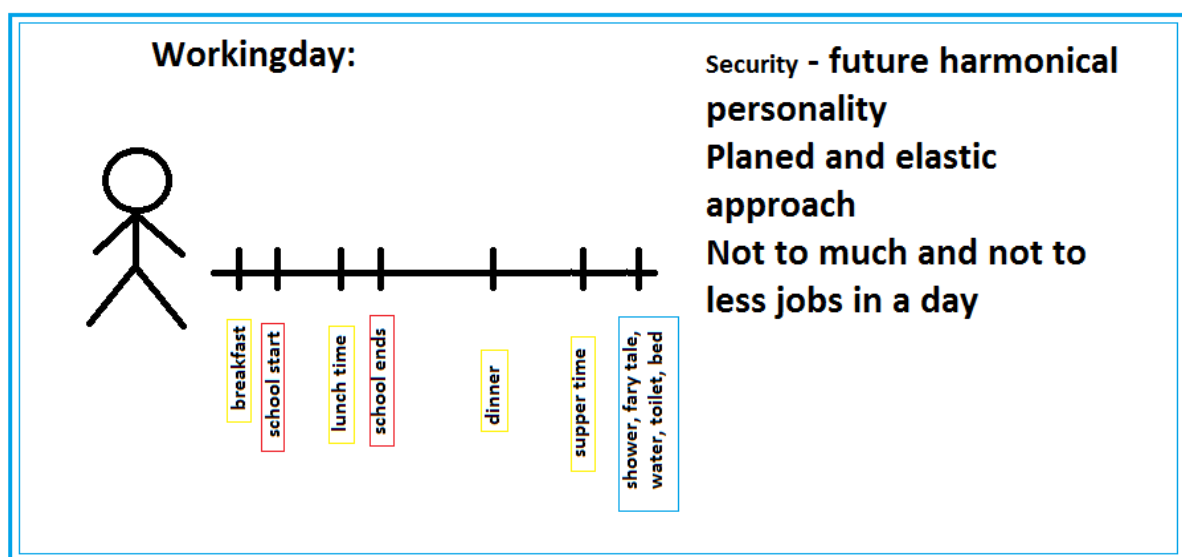 Workingday:
Security - future harmonical
personality
Planed and elastic
approach
Not to much and not to
less jobs in a day
breakfast
school start
lunch time
school ends
dinner
supper time
shower, fary tale,
water, toilet, bed